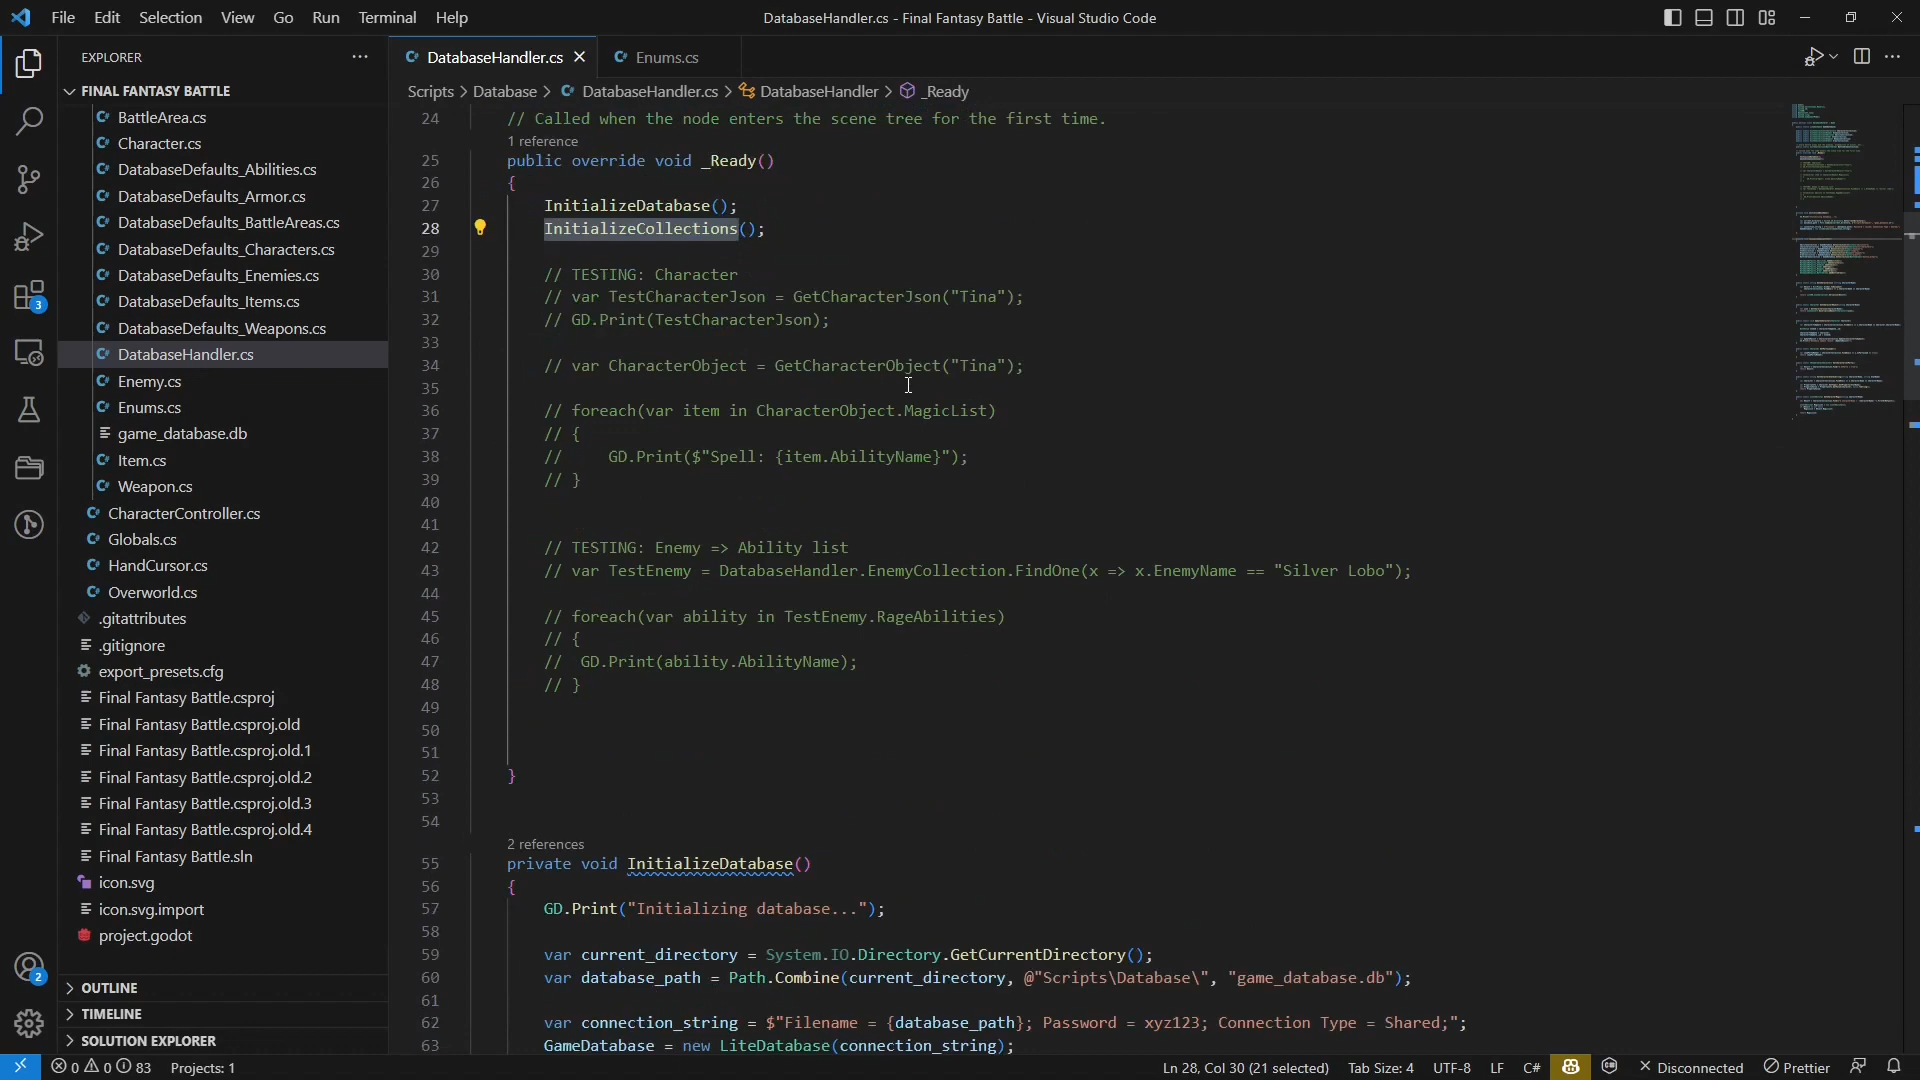 File Edit Selection View Go Run Terminal Help
DatabaseHandler.cs - Final Fantasy Battle - Visual Studio Code
EXPLORER
FINAL FANTASY BATTLE
BattleArea.cs
Character.cs
DatabaseDefaults_Abilities.cs
DatabaseDefaults_Armor.cs
DatabaseDefaults_BattleAreas.cs
DatabaseDefaults_Characters.cs
DatabaseDefaults_Enemies.cs
DatabaseDefaults_Items.cs
DatabaseDefaults_Weapons.cs
DatabaseHandler.cs
Enemy.cs
Enums.cs
game_database.db
Item.cs
Weapon.cs
CharacterController.cs
Globals.cs
HandCursor.cs
Overworld.cs
.gitattributes
.gitignore
export_presets.cfg
Final Fantasy Battle.csproj
Final Fantasy Battle.csproj.old
Final Fantasy Battle.csproj.old.1
Final Fantasy Battle.csproj.old.2
Final Fantasy Battle.csproj.old.3
Final Fantasy Battle.csproj.old.4
Final Fantasy Battle.sln
icon.svg
icon.svg.import
project.godot
OUTLINE
TIMELINE
SOLUTION EXPLORER
3
2
DatabaseHandler.cs Enums.cs
Scripts > Database > DatabaseHandler.cs > DatabaseHandler > _Ready
24 // Called when the node enters the scene tree for the first time.
1 reference
25 public override void _Ready()
26 {
27 InitializeDatabase();
28 InitializeCollections();
29
30 // TESTING: Character
31 // var TestCharacterJson = GetCharacterJson("Tina");
32 // GD.Print(TestCharacterJson);
33
34 // var CharacterObject = GetCharacterObject("Tina");
35
36 // foreach(var item in CharacterObject.MagicList)
37 // {
38 //     GD.Print($"Spell: {item.AbilityName}");
39 // }
40
41
42 // TESTING: Enemy => Ability list
43 // var TestEnemy = DatabaseHandler.EnemyCollection.FindOne(x => x.EnemyName == "Silver Lobo");
44
45 // foreach(var ability in TestEnemy.RageAbilities)
46 // {
47 //  GD.Print(ability.AbilityName);
48 // }
49
50
51
52 }
53
54
2 references
55 private void InitializeDatabase()
56 {
57 GD.Print("Initializing database...");
58
59 var current_directory = System.IO.Directory.GetCurrentDirectory();
60 var database_path = Path.Combine(current_directory, @"Scripts\Database\", "game_database.db");
61
62 var connection_string = $"Filename = {database_path}; Password = xyz123; Connection Type = Shared;";
63 GameDatabase = new LiteDatabase(connection_string);
0 0 83 Projects: 1 Ln 28, Col 30 (21 selected) Tab Size: 4 UTF-8 LF C# Disconnected Prettier